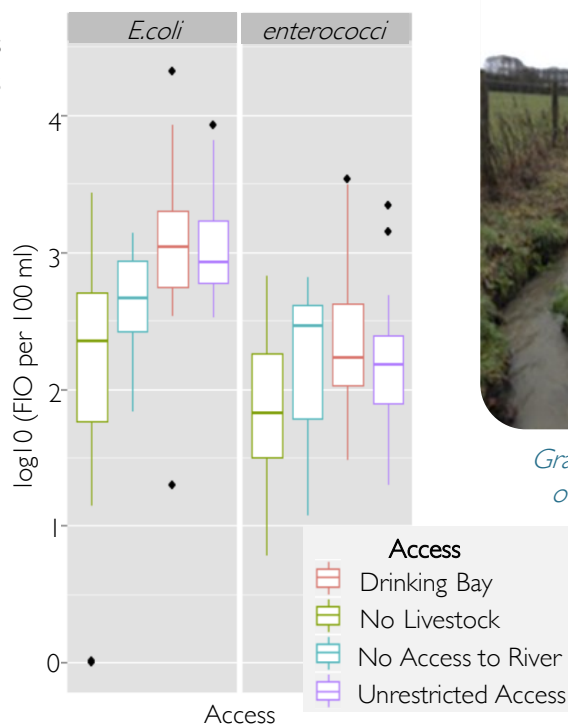 E.coli
enterococci
4
3
2
1
0
log10 (FIO per 100 ml)
Access
Access
Drinking Bay
No Livestock
No Access to River
Unrestricted Access